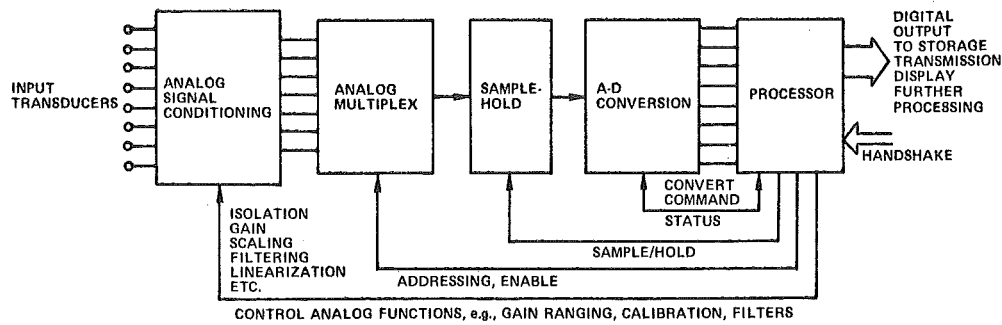 INPUT
TRANSDUCERS
ANALOG
SIGNAL
CONDITIONING
ANALOG
MULTIPLEX
SAMPLE-
HOLD
A-D
CONVERSION
PROCESSOR
DIGITAL
OUTPUT
TO STORAGE
TRANSMISSION
DISPLAY
FURTHER
PROCESSING
HANDSHAKE
CONVERT
COMMAND
STATUS
ISOLATION
GAIN
SCALING
FILTERING
LINEARIZATION
ETC.
SAMPLE/HOLD
ADDRESSING, ENABLE
CONTROL ANALOG FUNCTIONS, e.g., GAIN RANGING, CALIBRATION, FILTERS